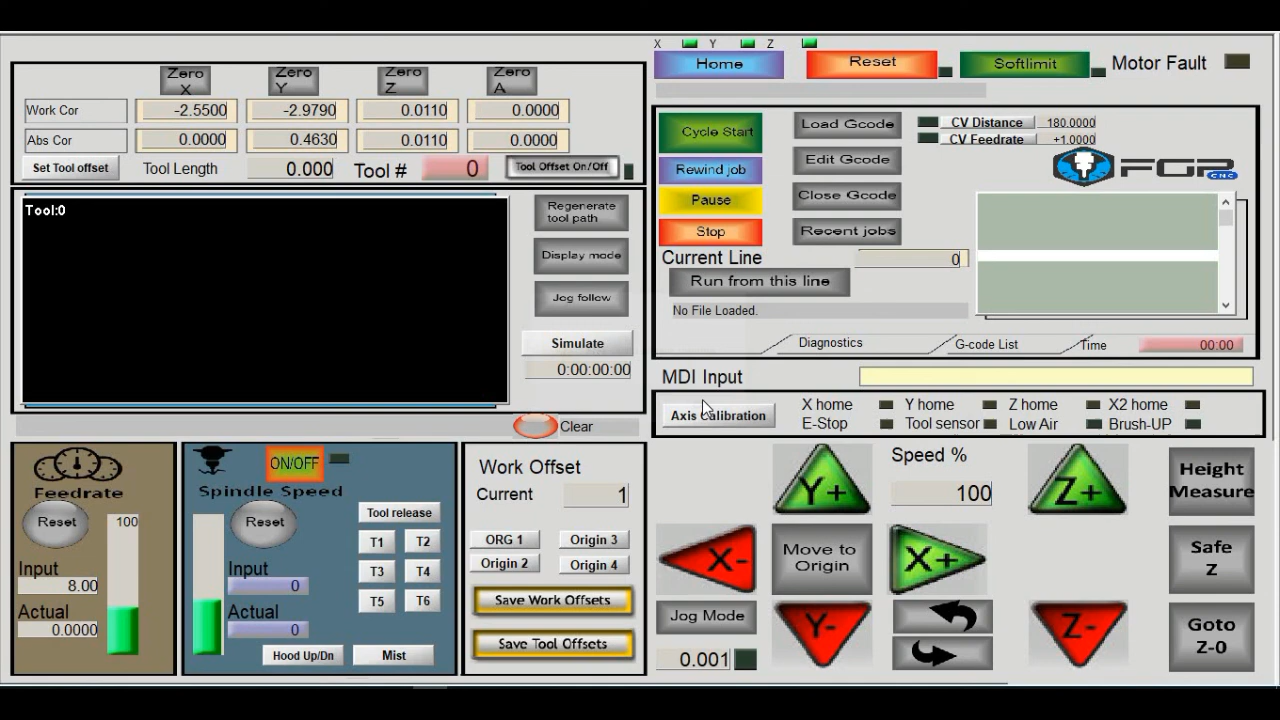 X Y Z
Home
Reset
Softlimit
Motor Fault
Zero X
Zero Y
Zero Z
Zero A
Work Cor -2.5500 -2.9790 0.0110 0.0000
Abs Cor 0.0000 0.4630 0.0110 0.0000
Set Tool offset
Tool Length 0.000
Tool # 0
Tool Offset On/Off
Cycle Start
Rewind job
Pause
Stop
Load Gcode
Edit Gcode
Close Gcode
Recent jobs
CV Distance 180.0000
CV Feedrate +1.0000
FGR CNC
Current Line 0
Run from this line
No File Loaded.
Diagnostics
G-code List
Time 00:00
Tool:0
Regenerate
tool path
Display mode
Jog follow
Simulate
0:00:00:00
Clear
MDI Input
Axis Calibration
X home Y home Z home X2 home
E-Stop Tool sensor Low Air Brush-UP
Feedrate
Reset
100
Input
8.00
Actual
0.0000
ON/OFF
Spindle Speed
Reset
Input
0
Actual
0
Tool release
T1 T2
T3 T4
T5 T6
Hood Up/Dn
Mist
Work Offset
Current 1
ORG 1 Origin 3
Origin 2 Origin 4
Save Work Offsets
Save Tool Offsets
Y+
Speed %
100
Z+
Height
Measure
X-
Move to
Origin
X+
Safe
Z
Jog Mode
0.001
Y-
Z-
Goto
Z-0